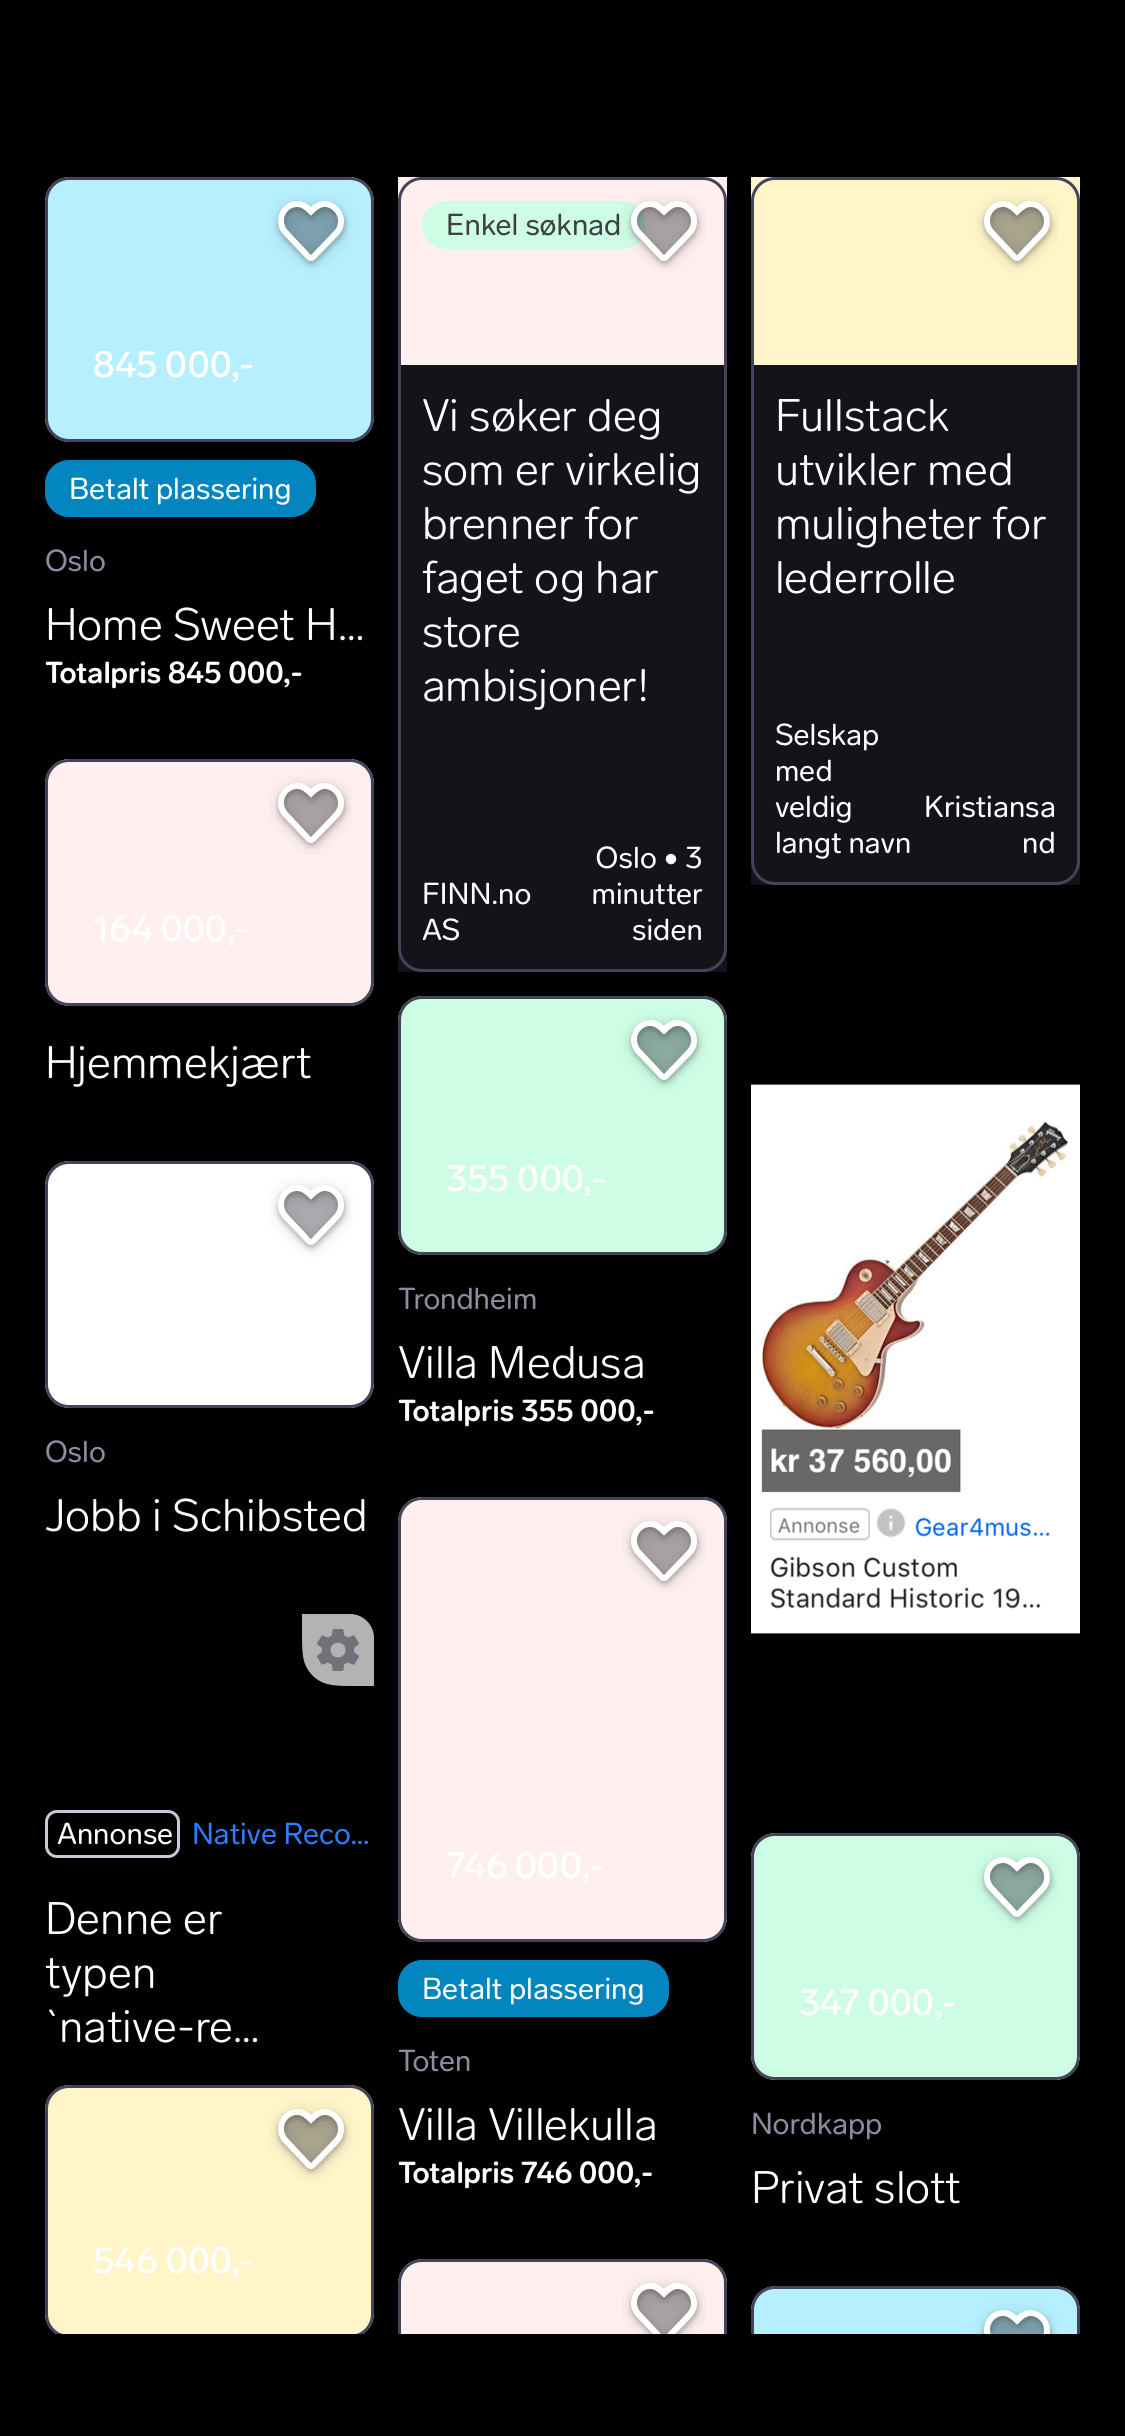 845 000,-
Betalt plassering
Oslo
Home Sweet H...
Totalpris 845 000,-
164 000,-
Hjemmekjært
Oslo
Jobb i Schibsted
Annonse
Native Reco...
Denne er
typen
`native-re...
546 000,-
Enkel søknad
Vi søker deg
som er virkelig
brenner for
faget og har
store
ambisjoner!
FINN.no
AS
Oslo • 3
minutter
siden
355 000,-
Trondheim
Villa Medusa
Totalpris 355 000,-
746 000,-
Betalt plassering
Toten
Villa Villekulla
Totalpris 746 000,-
Fullstack
utvikler med
muligheter for
lederrolle
Selskap
med
veldig
langt navn
Kristiansa
nd
kr 37 560,00
Annonse
Gear4mus...
Gibson Custom
Standard Historic 19...
347 000,-
Nordkapp
Privat slott